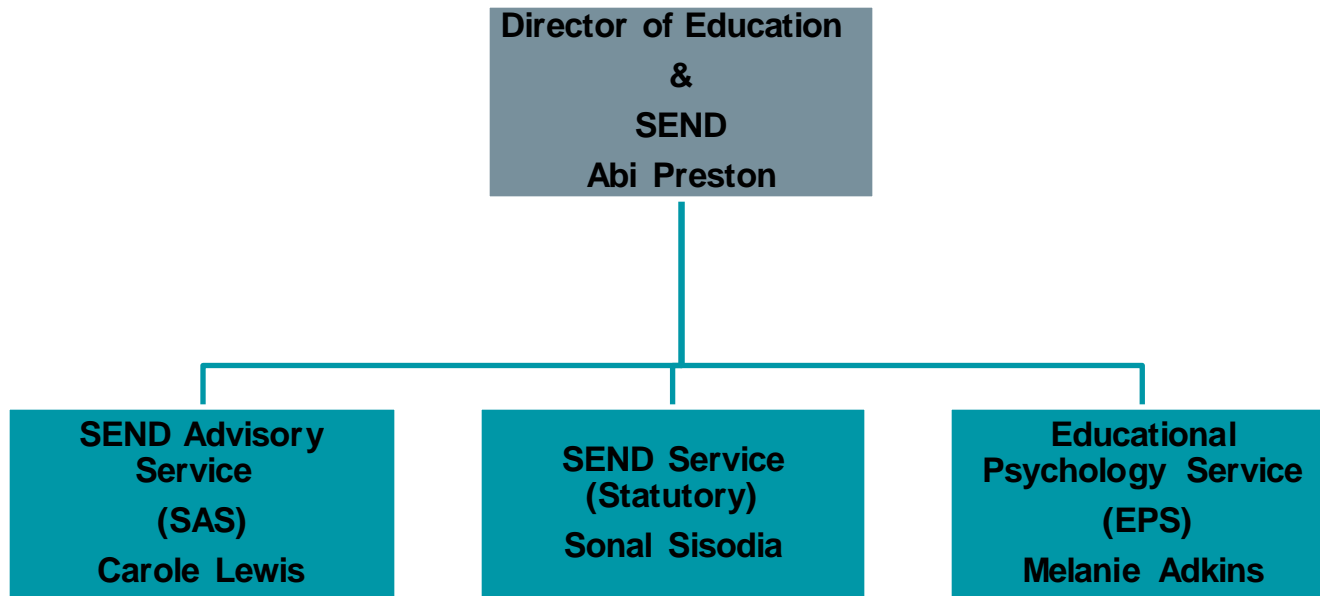 Director of Education
&
SEND
Abi Preston
SEND Advisory
Service
(SAS)
Carole Lewis
SEND Service
(Statutory)
Sonal Sisodia
Educational
Psychology Service
(EPS)
Melanie Adkins